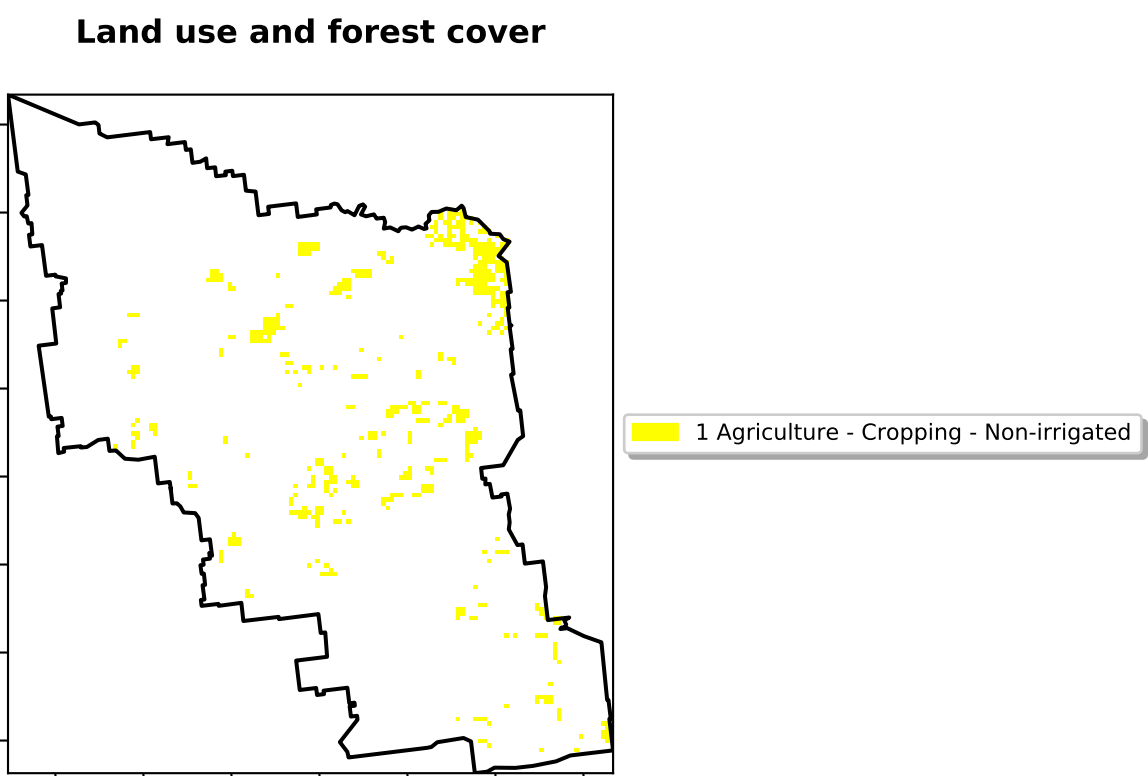 Land use and forest cover
1 Agriculture - Cropping - Non-irrigated